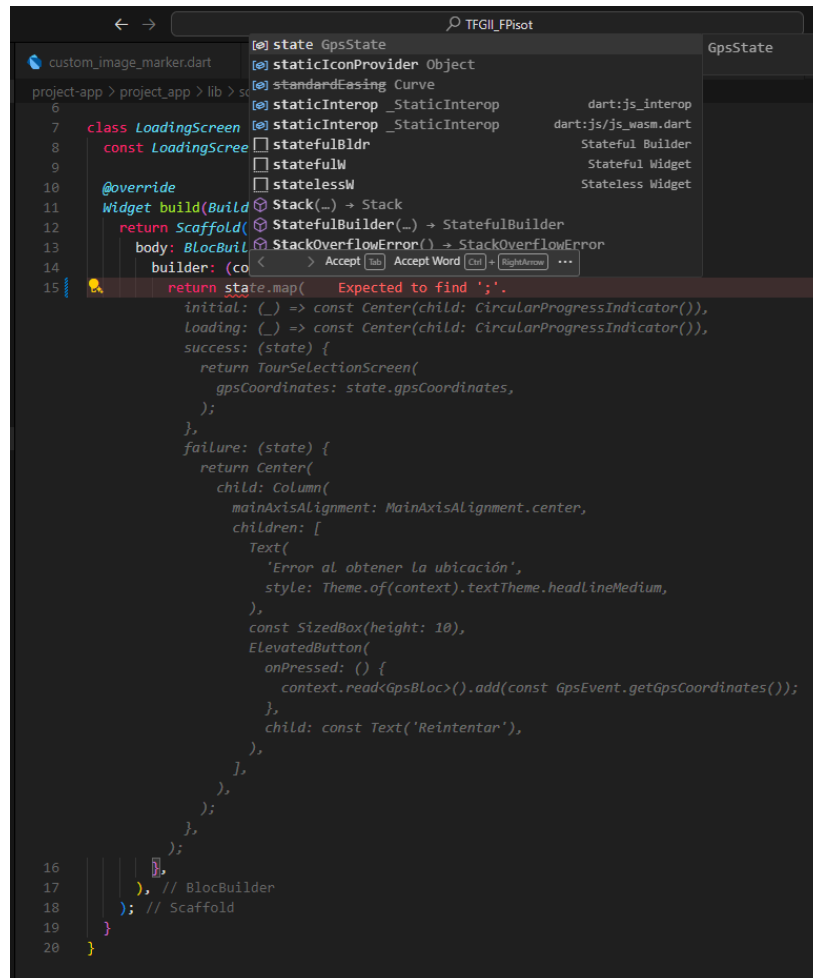 ← → TFGII_FPisot
state GpsState GpsState
custom_image_marker.dart staticIconProvider Object
project-app > project_app > lib > standardEasing Curve
6 staticInterop _StaticInterop dart:js_interop
7 class LoadingScreen staticInterop _StaticInterop dart:js/js_wasm.dart
8 const LoadingScree statefulBldr Stateful Builder
9 statefulW Stateful Widget
10 @override statelessW Stateless Widget
11 Widget build(Build Stack(…) → Stack
12 return Scaffold( StatefulBuilder(…) → StatefulBuilder
13 body: BlocBuil StackOverflowError() → StackOverflowError
14 builder: (co < > Accept Tab Accept Word Ctrl + RightArrow ···
15 return state.map( Expected to find ';'.
initial: (_) => const Center(child: CircularProgressIndicator()),
loading: (_) => const Center(child: CircularProgressIndicator()),
success: (state) {
return TourSelectionScreen(
gpsCoordinates: state.gpsCoordinates,
);
},
failure: (state) {
return Center(
child: Column(
mainAxisAlignment: MainAxisAlignment.center,
children: [
Text(
'Error al obtener la ubicación',
style: Theme.of(context).textTheme.headlineMedium,
),
const SizedBox(height: 10),
ElevatedButton(
onPressed: () {
context.read<GpsBloc>().add(const GpsEvent.getGpsCoordinates());
},
child: const Text('Reintentar'),
),
],
),
);
},
);
16 },
17 ), // BlocBuilder
18 ); // Scaffold
19 }
20 }